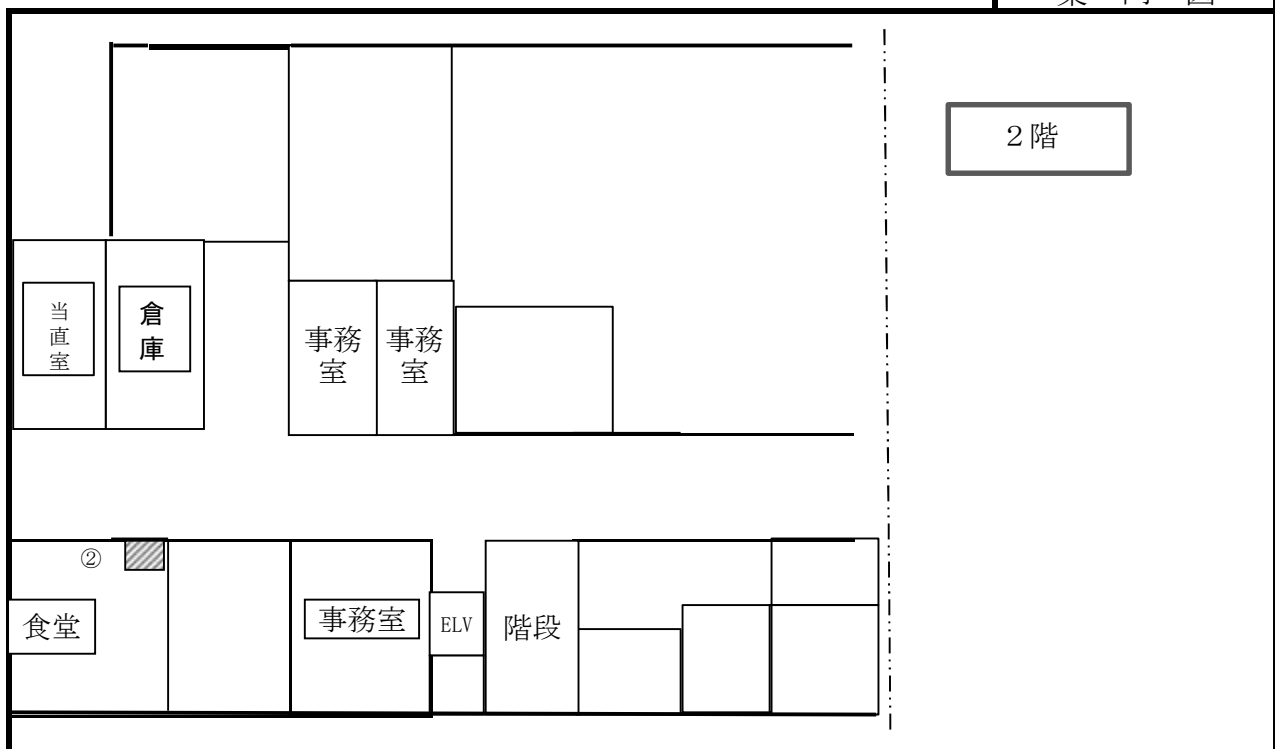 ２階
当
直
室
倉
庫
事務
室
事務
室
②
食堂
事務室
ELV
階段